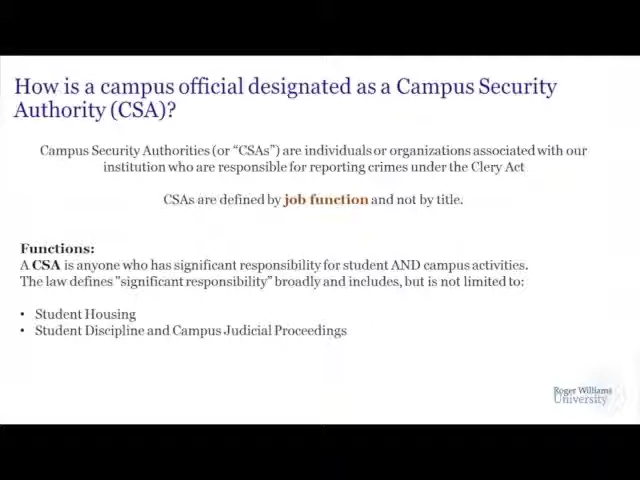 How is a campus official designated as a Campus Security
Authority (CSA)?
Campus Security Authorities (or “CSAs”) are individuals or organizations associated with our
institution who are responsible for reporting crimes under the Clery Act
CSAs are defined by job function and not by title.
Functions:
A CSA is anyone who has significant responsibility for student AND campus activities.
The law defines "significant responsibility" broadly and includes, but is not limited to:
• Student Housing
• Student Discipline and Campus Judicial Proceedings
Roger Williams
University